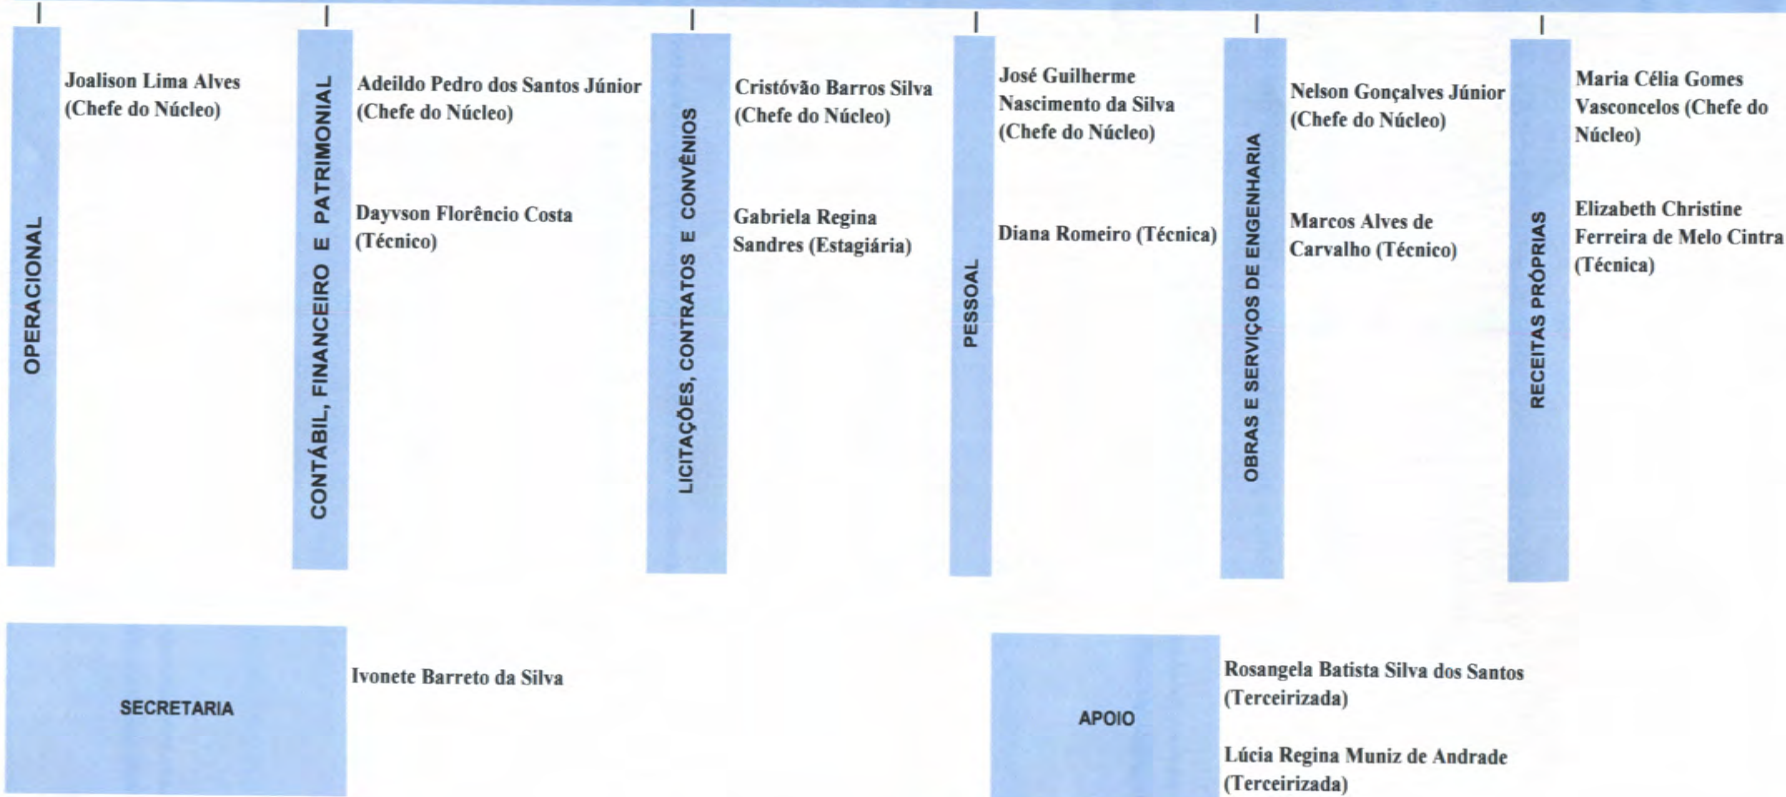 OPERACIONAL
Joalison Lima Alves
(Chefe do Núcleo)
CONTÁBIL, FINANCEIRO E PATRIMONIAL
Adeildo Pedro dos Santos Júnior
(Chefe do Núcleo)
Dayvson Florêncio Costa
(Técnico)
LICITAÇÕES, CONTRATOS E CONVÊNIOS
Cristóvão Barros Silva
(Chefe do Núcleo)
Gabriela Regina
Sandres (Estagiária)
PESSOAL
José Guilherme
Nascimento da Silva
(Chefe do Núcleo)
Diana Romeiro (Técnica)
OBRAS E SERVIÇOS DE ENGENHARIA
Nelson Gonçalves Júnior
(Chefe do Núcleo)
Marcos Alves de
Carvalho (Técnico)
RECEITAS PRÓPRIAS
Maria Célia Gomes
Vasconcelos (Chefe do
Núcleo)
Elizabeth Christine
Ferreira de Melo Cintra
(Técnica)
SECRETARIA
Ivonete Barreto da Silva
APOIO
Rosangela Batista Silva dos Santos
(Terceirizada)
Lúcia Regina Muniz de Andrade
(Terceirizada)